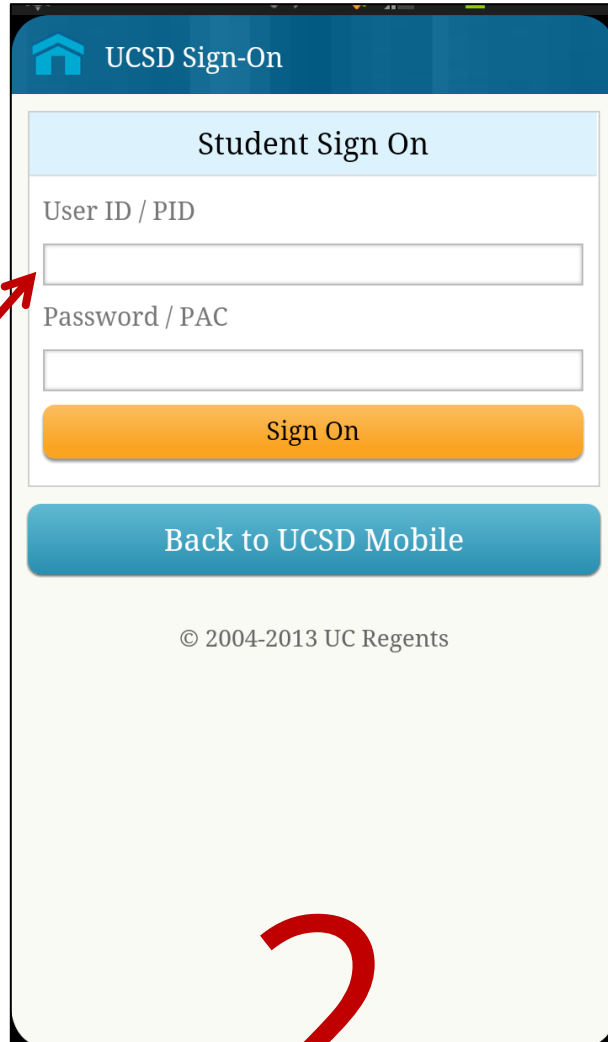 UCSD Sign-On
Student Sign On
User ID / PID
Password / PAC
Sign On
Back to UCSD Mobile
© 2004-2013 UC Regents
2